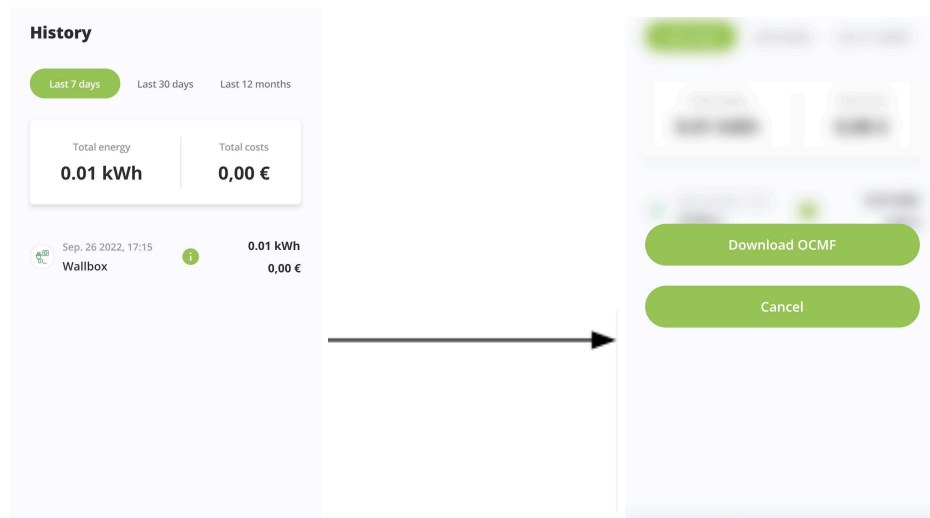 History
Last 7 days Last 30 days Last 12 months
Total energy Total costs
0.01 kWh 0,00 €
Sep. 26 2022, 17:15 i 0.01 kWh
Wallbox 0,00 €
Download OCMF
Cancel